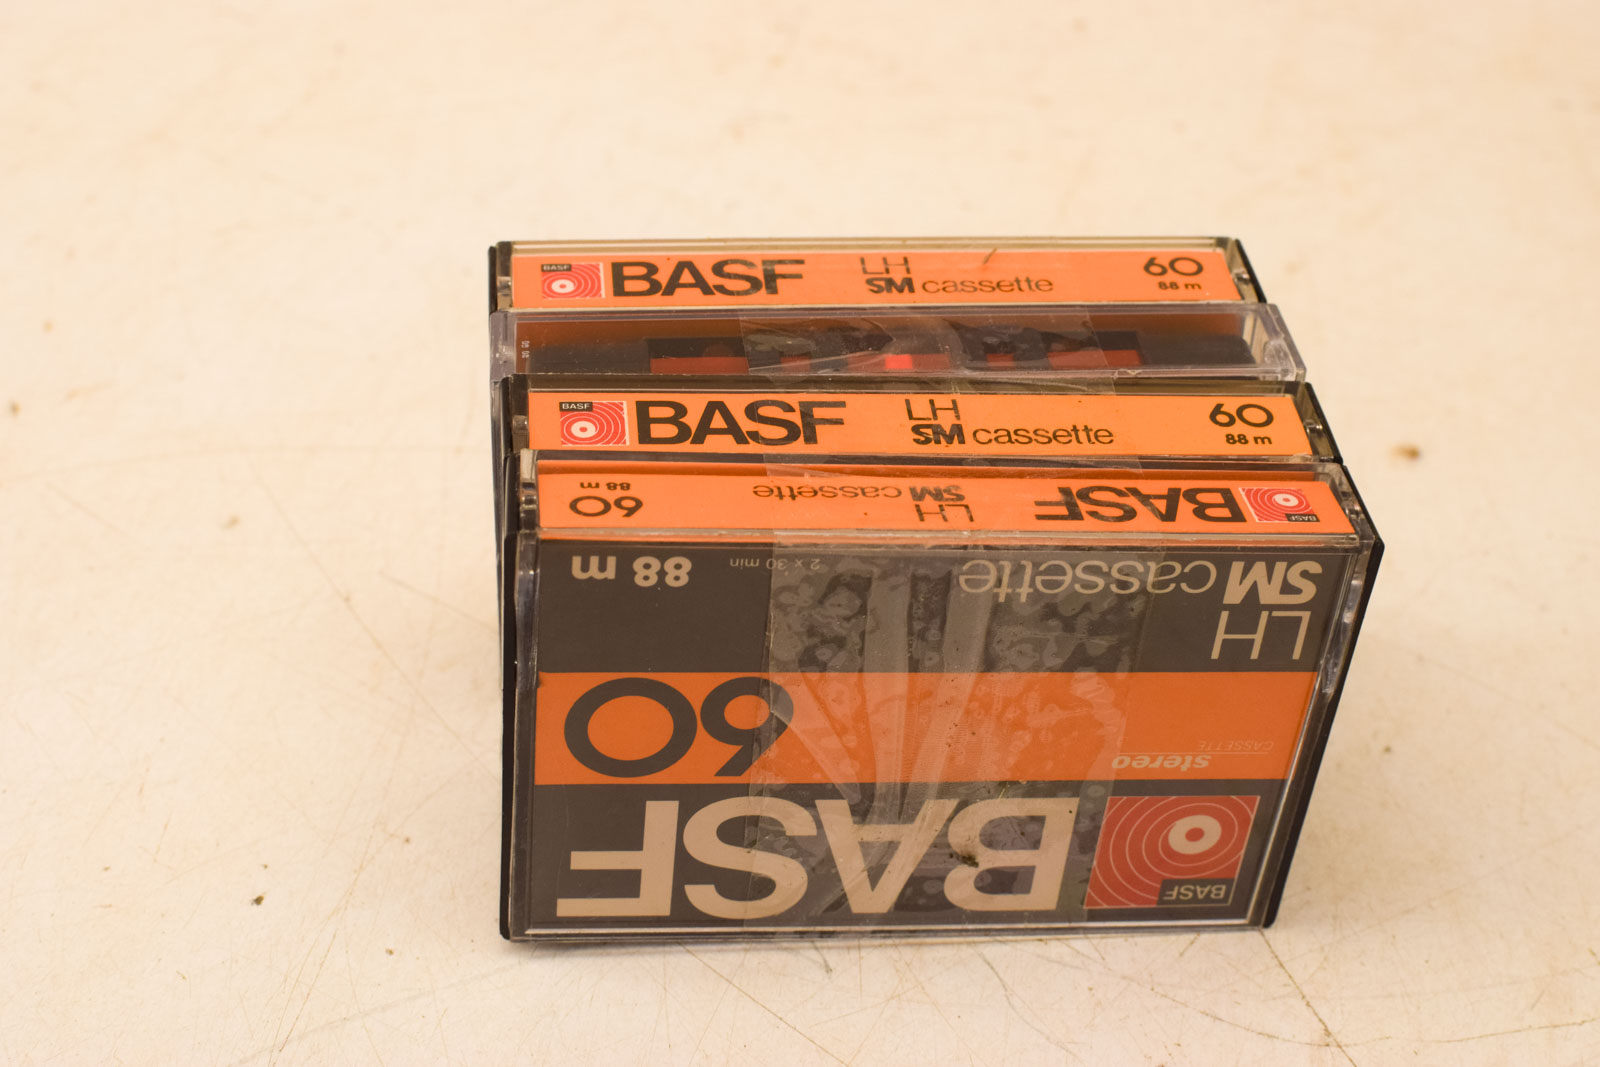 BASF
BASF
LH
SM cassette
60
88 m
BASF
BASF
LH
SM cassette
60
88 m
BASF
BASF
LH
SM cassette
60
88 m
LH
SM cassette
2 x 30 min
88 m
stereo
CASSETTE
60
BASF
BASF